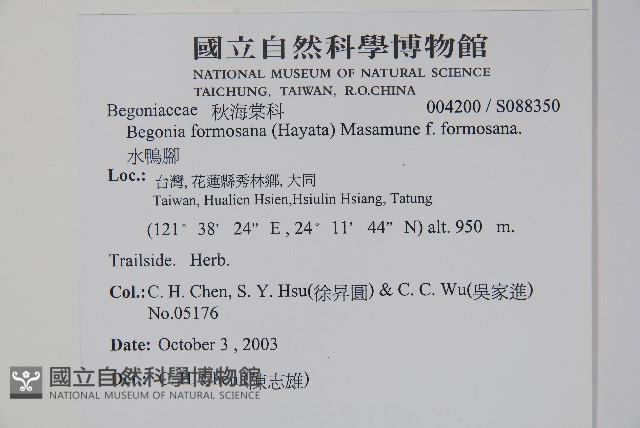 國立自然科學博物館
NATIONAL MUSEUM OF NATURAL SCIENCE
TAICHUNG, TAIWAN, R.O.CHINA
Begoniaceae 秋海棠科 004200 / S088350
Begonia formosana (Hayata) Masamune f. formosana.
水鴨腳
Loc.: 台灣, 花蓮縣秀林鄉, 大同
Taiwan, Hualien Hsien,Hsiulin Hsiang, Tatung
(121° 38' 24" E , 24° 11' 44" N) alt. 950 m.
Trailside. Herb.
Col.: C. H. Chen, S. Y. Hsu(徐昇圓) & C. C. Wu(吳家進)
No.05176
Date: October 3 , 2003
(陳志雄)
國立自然科學博物館
NATIONAL MUSEUM OF NATURAL SCIENCE